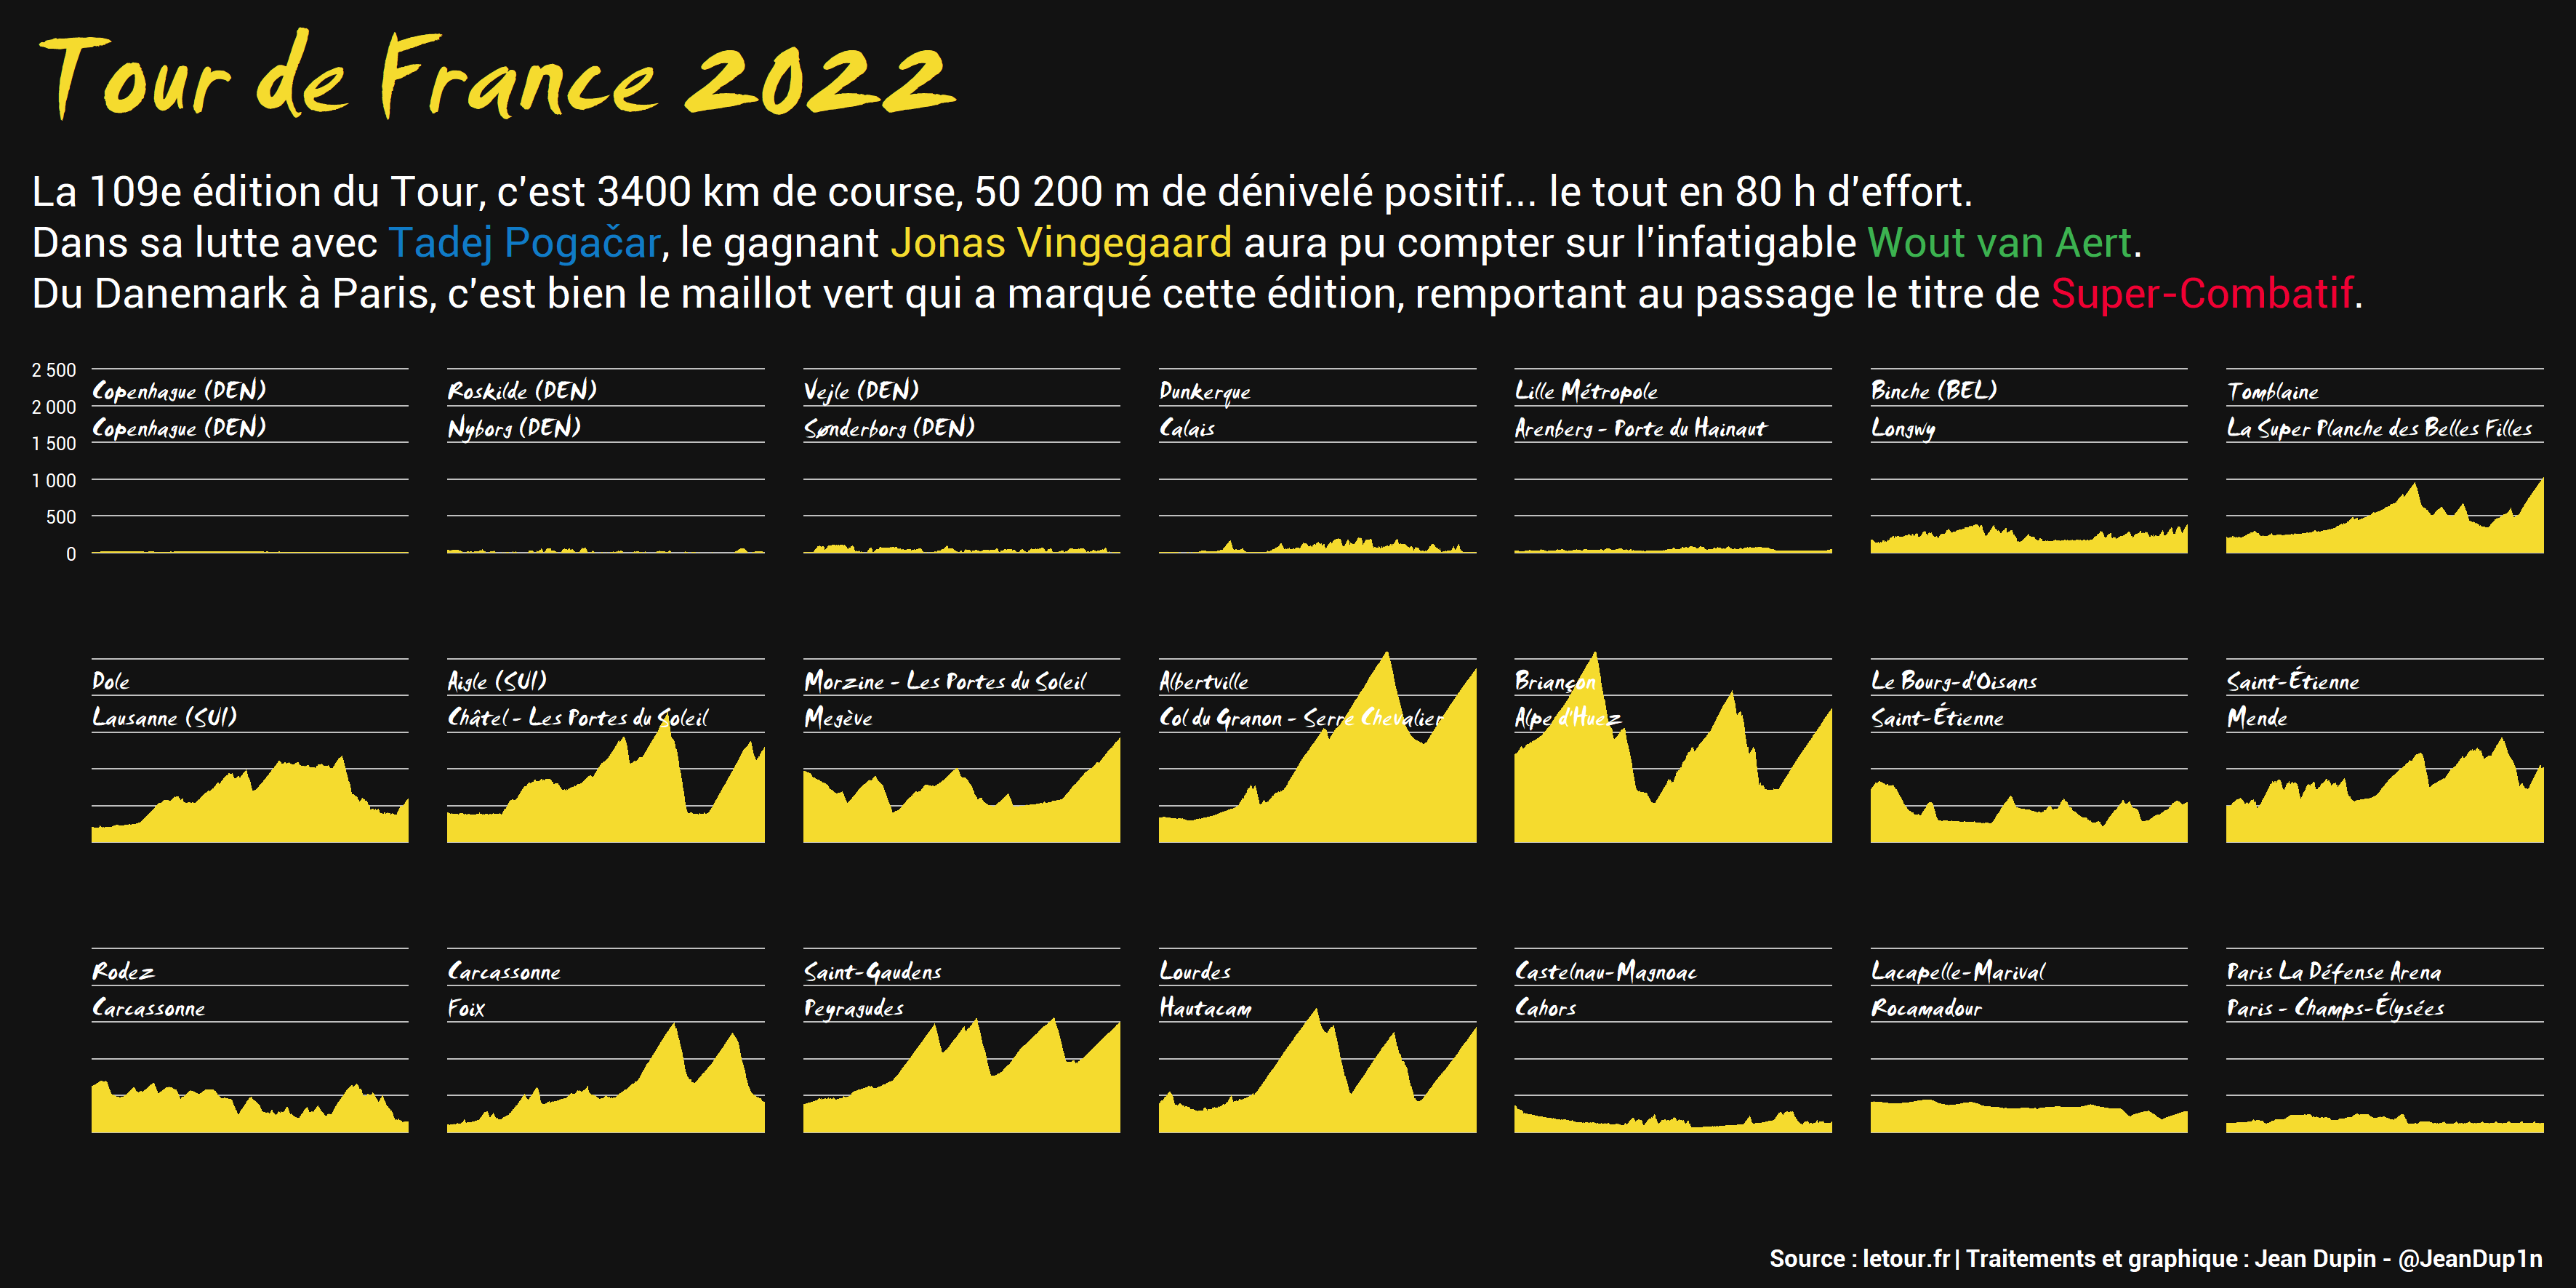 Tour de France 2022
La 109e édition du Tour, c'est 3400 km de course, 50 200 m de dénivelé positif... le tout en 80 h d'effort.
Dans sa lutte avec Tadej Pogačar, le gagnant Jonas Vingegaard aura pu compter sur l'infatigable Wout van Aert.
Du Danemark à Paris, c'est bien le maillot vert qui a marqué cette édition, remportant au passage le titre de Super-Combatif.
2 500
2 000
1 500
1 000
500
0
Copenhague (DEN)
Copenhague (DEN)
Roskilde (DEN)
Nyborg (DEN)
Vejle (DEN)
Sønderborg (DEN)
Dunkerque
Calais
Lille Métropole
Arenberg - Porte du Hainaut
Binche (BEL)
Longwy
Tomblaine
La Super Planche des Belles Filles
Dole
Lausanne (SUI)
Aigle (SUI)
Châtel - Les Portes du Soleil
Morzine - Les Portes du Soleil
Megève
Albertville
Col du Granon - Serre Chevalier
Briançon
Alpe d'Huez
Le Bourg-d'Oisans
Saint-Étienne
Saint-Étienne
Mende
Rodez
Carcassonne
Carcassonne
Foix
Saint-Gaudens
Peyragudes
Lourdes
Hautacam
Castelnau-Magnoac
Cahors
Lacapelle-Marival
Rocamadour
Paris La Défense Arena
Paris - Champs-Élysées
Source : letour.fr | Traitements et graphique : Jean Dupin - @JeanDup1n